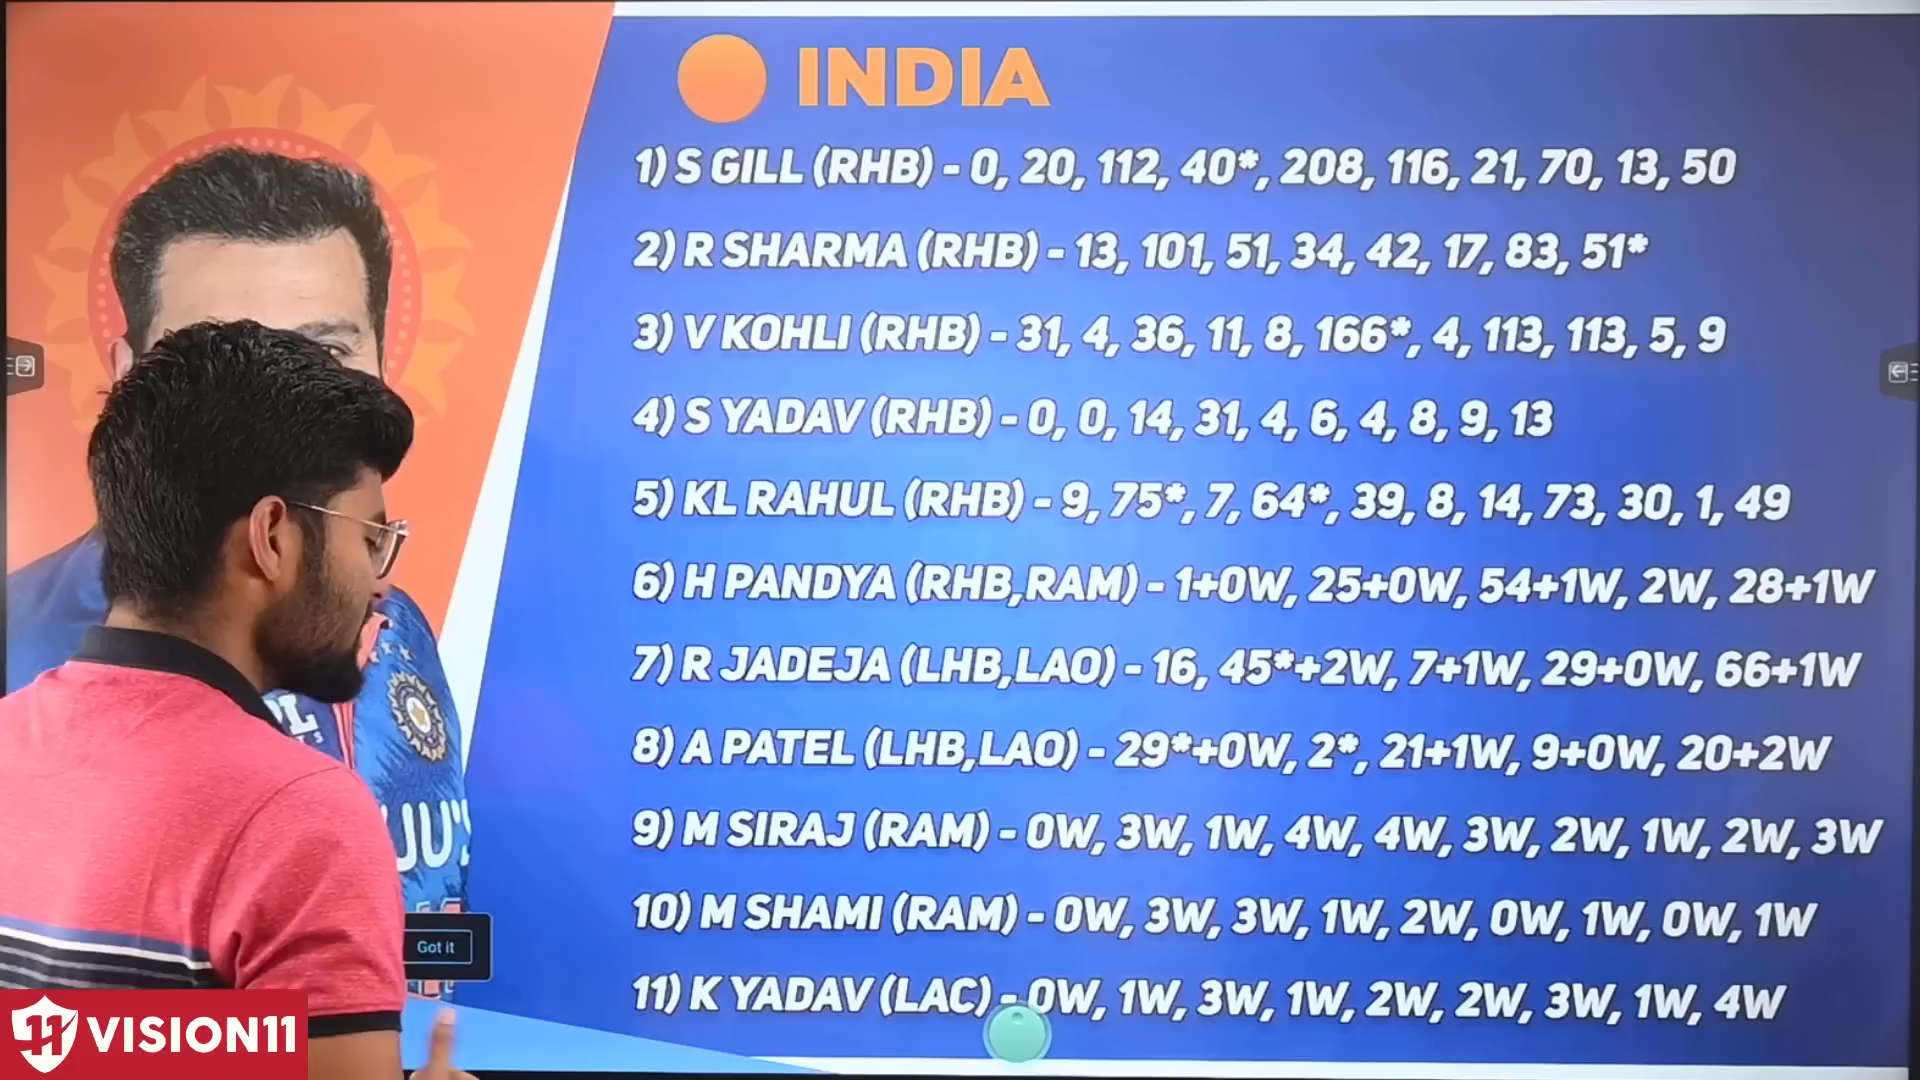 INDIA
1) S GILL (RHB) - 0, 20, 112, 40*, 208, 116, 21, 70, 13, 50
2) R SHARMA (RHB) - 13, 101, 51, 34, 42, 17, 83, 51*
3) V KOHLI (RHB) - 31, 4, 36, 11, 8, 166*, 4, 113, 113, 5, 9
4) S YADAV (RHB) - 0, 0, 14, 31, 4, 6, 4, 8, 9, 13
5) KL RAHUL (RHB) - 9, 75*, 7, 64*, 39, 8, 14, 73, 30, 1, 49
6) H PANDYA (RHB,RAM) - 1+0W, 25+0W, 54+1W, 2W, 28+1W
7) R JADEJA (LHB,LAO) - 16, 45*+2W, 7+1W, 29+0W, 66+1W
8) A PATEL (LHB,LAO) - 29*+0W, 2*, 21+1W, 9+0W, 20+2W
9) M SIRAJ (RAM) - 0W, 3W, 1W, 4W, 4W, 3W, 2W, 1W, 2W, 3W
10) M SHAMI (RAM) - 0W, 3W, 3W, 1W, 2W, 0W, 1W, 0W, 1W
11) K YADAV (LAC) - 0W, 1W, 3W, 1W, 2W, 2W, 3W, 1W, 4W
Got it
11 VISION11